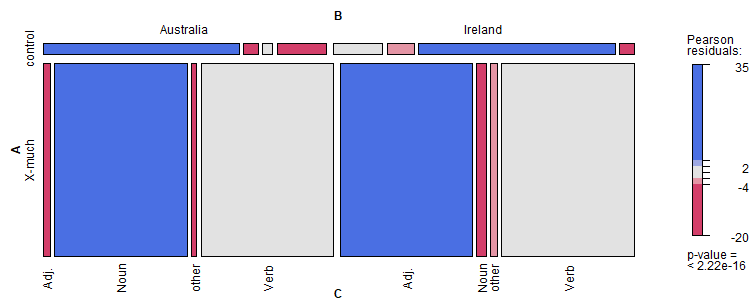 B
Australia
Ireland
control
A
X-much
Adj.
Noun
other
Verb
Adj.
Noun
other
Verb
C
Pearson
residuals:
35
2
-4
-20
p-value =
< 2.22e-16